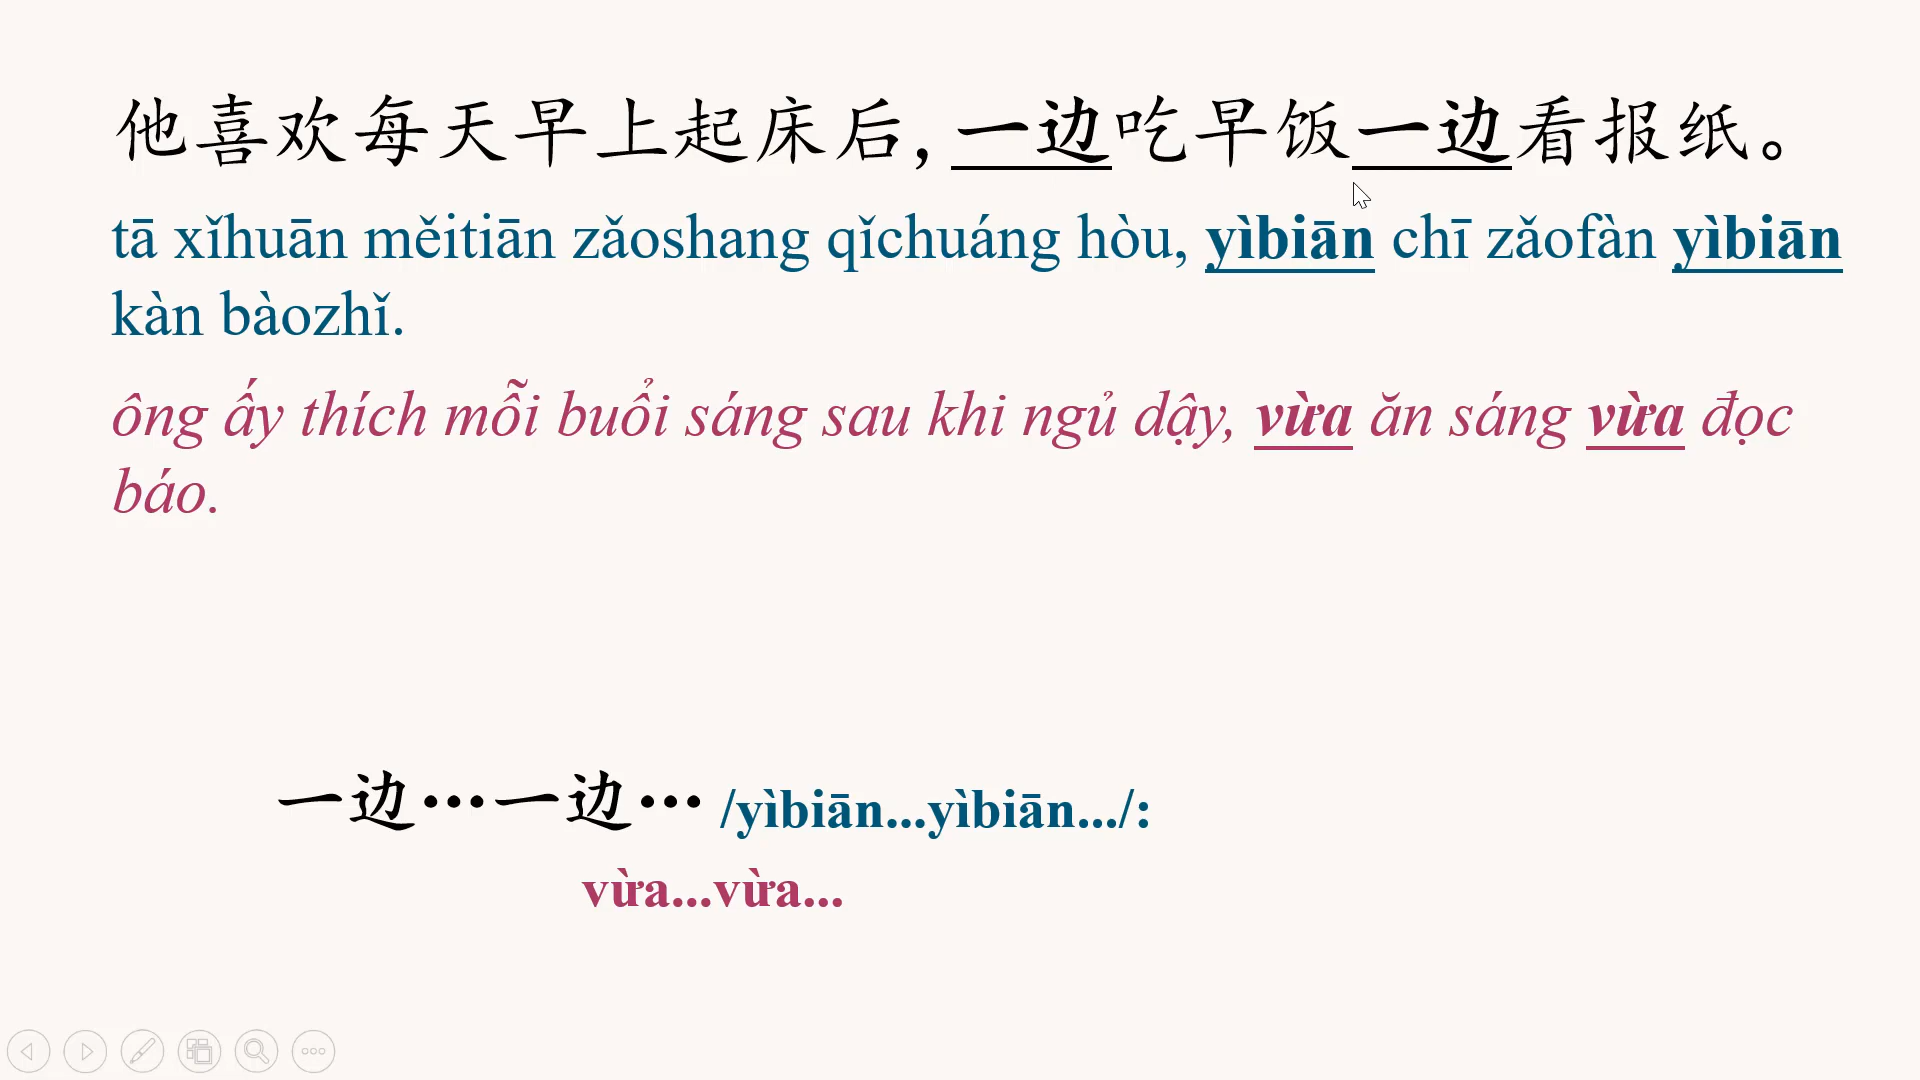 他喜欢每天早上起床后,一边吃早饭一边看报纸。
tā xǐhuān měitiān zǎoshang qǐchuáng hòu, yìbiān chī zǎofàn yìbiān
kàn bàozhǐ.
ông ấy thích mỗi buổi sáng sau khi ngủ dậy, vừa ăn sáng vừa đọc
báo.
一边…一边… /yìbiān...yìbiān.../:
vừa...vừa...